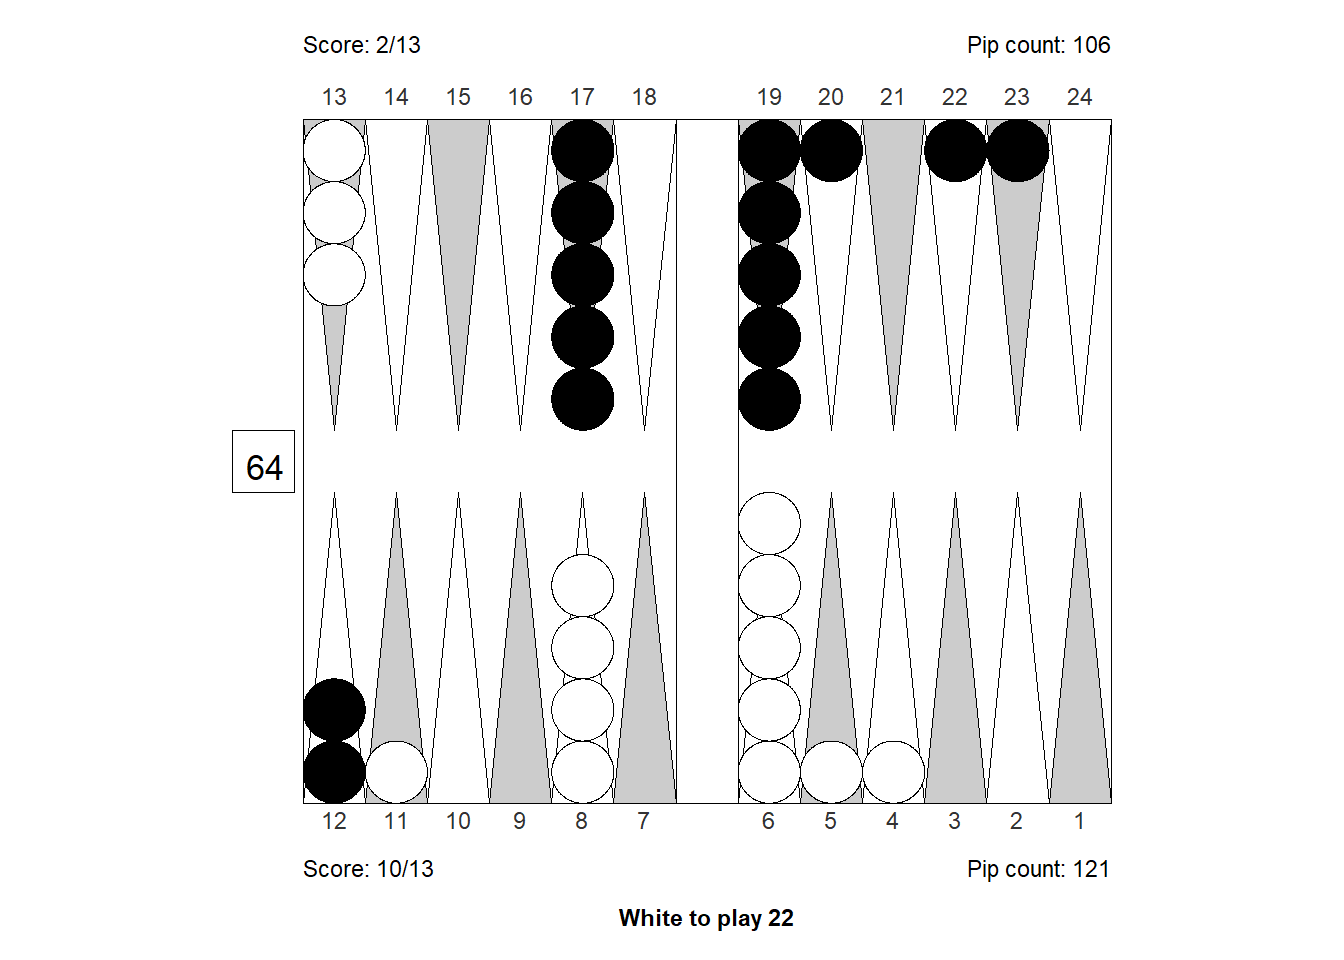 Score: 2/13 Pip count: 106
13 14 15 16 17 18 19 20 21 22 23 24
64
12 11 10 9 8 7 6 5 4 3 2 1
Score: 10/13 Pip count: 121
White to play 22